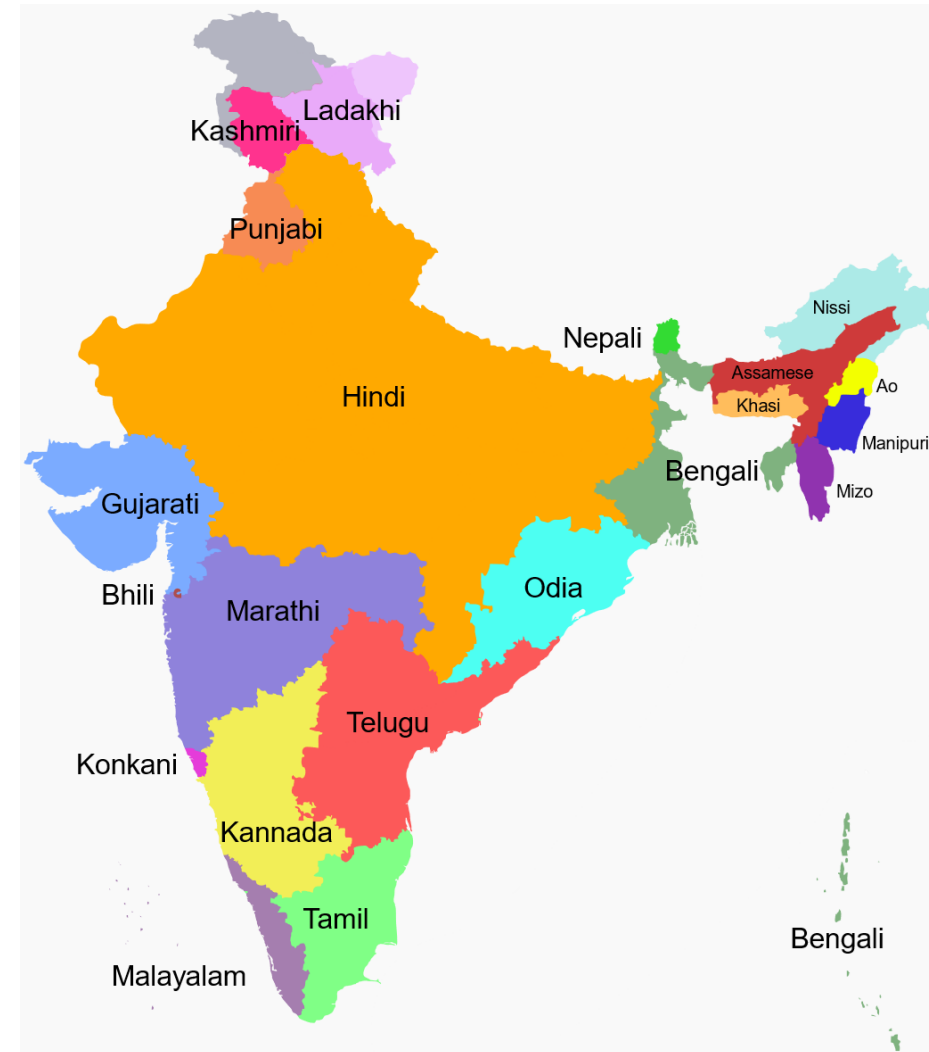 Ladakhi
Kashmiri
Punjabi
Nissi
Nepali
Assamese
Ao
Hindi
Khasi
Manipuri
Bengali
Mizo
Gujarati
Odia
Bhili
Marathi
Telugu
Konkani
Kannada
Tamil
Bengali
Malayalam